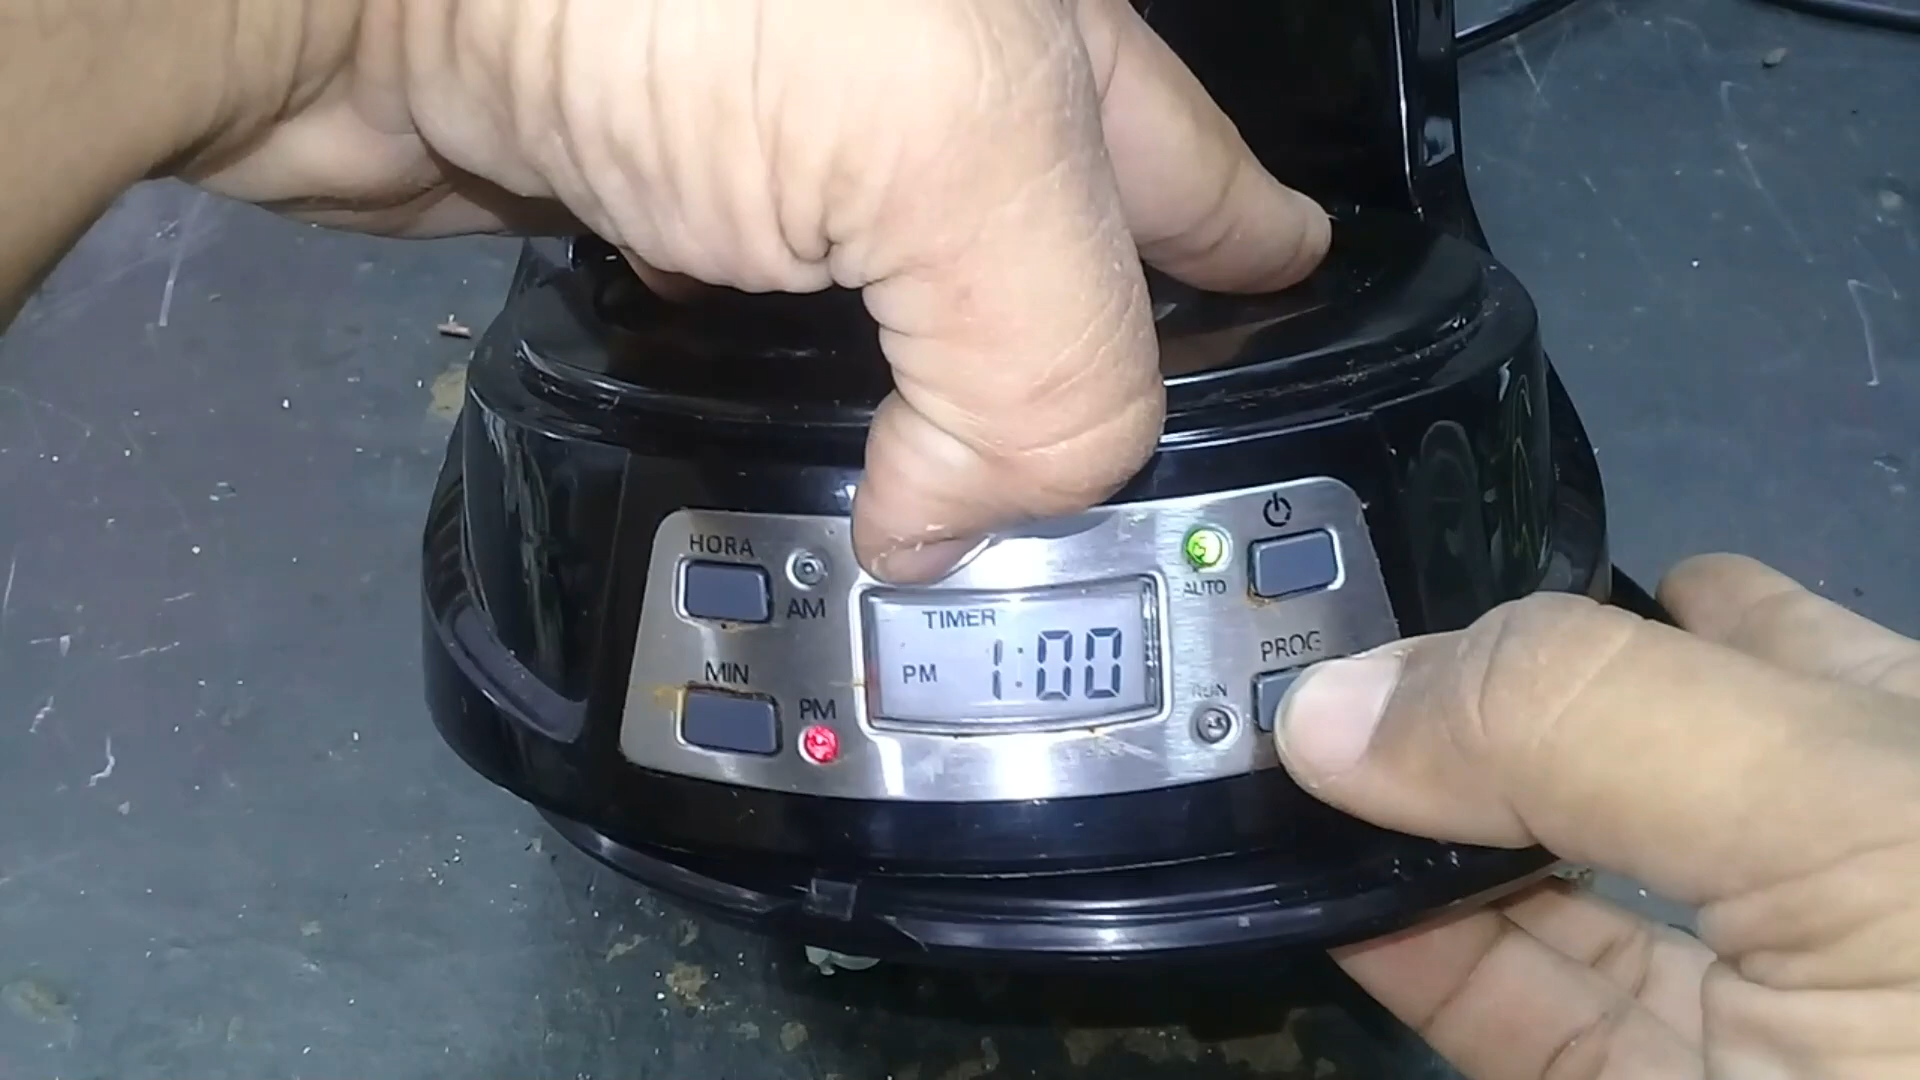 HORA
AM
MIN
PM
TIMER
PM 1:00
AUTO
PROG
RUN